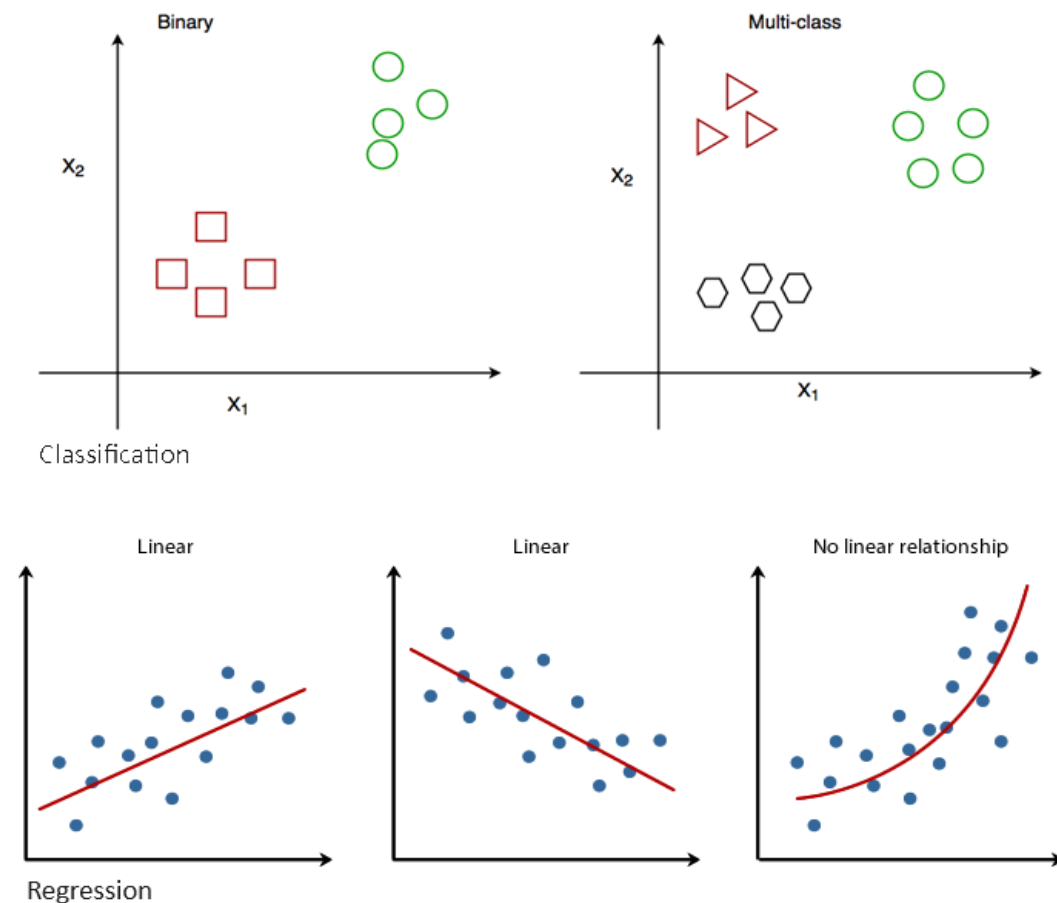 Binary
Multi-class
X₂
X₂
X₁
X₁
Classification
Linear
Linear
No linear relationship
Regression